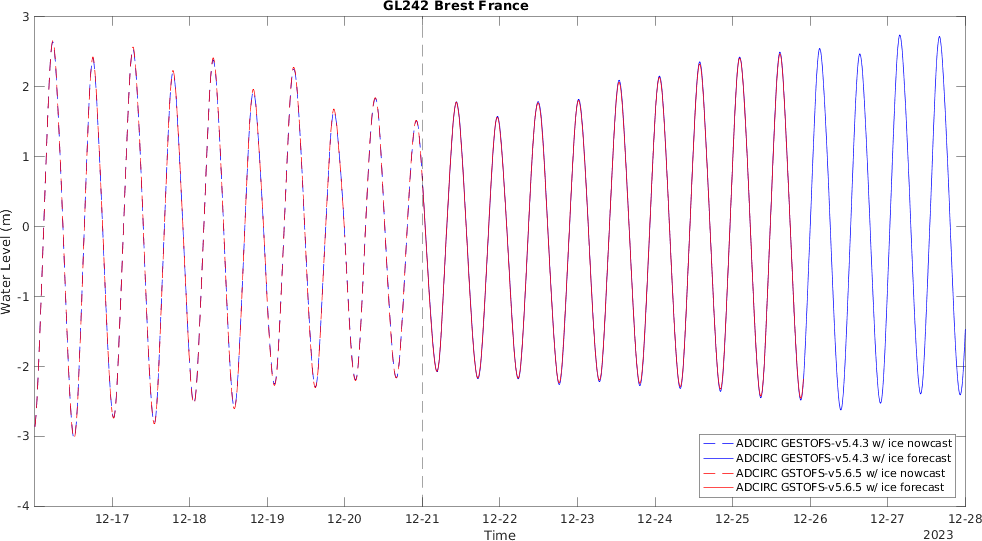 GL242 Brest France
3
2
1
0
-1
-2
-3
-4
Water Level (m)
ADCIRC GESTOFS-v5.4.3 w/ ice nowcast
ADCIRC GESTOFS-v5.4.3 w/ ice forecast
ADCIRC GSTOFS-v5.6.5 w/ ice nowcast
ADCIRC GSTOFS-v5.6.5 w/ ice forecast
12-17 12-18 12-19 12-20 12-21 12-22 12-23 12-24 12-25 12-26 12-27 12-28
Time
2023